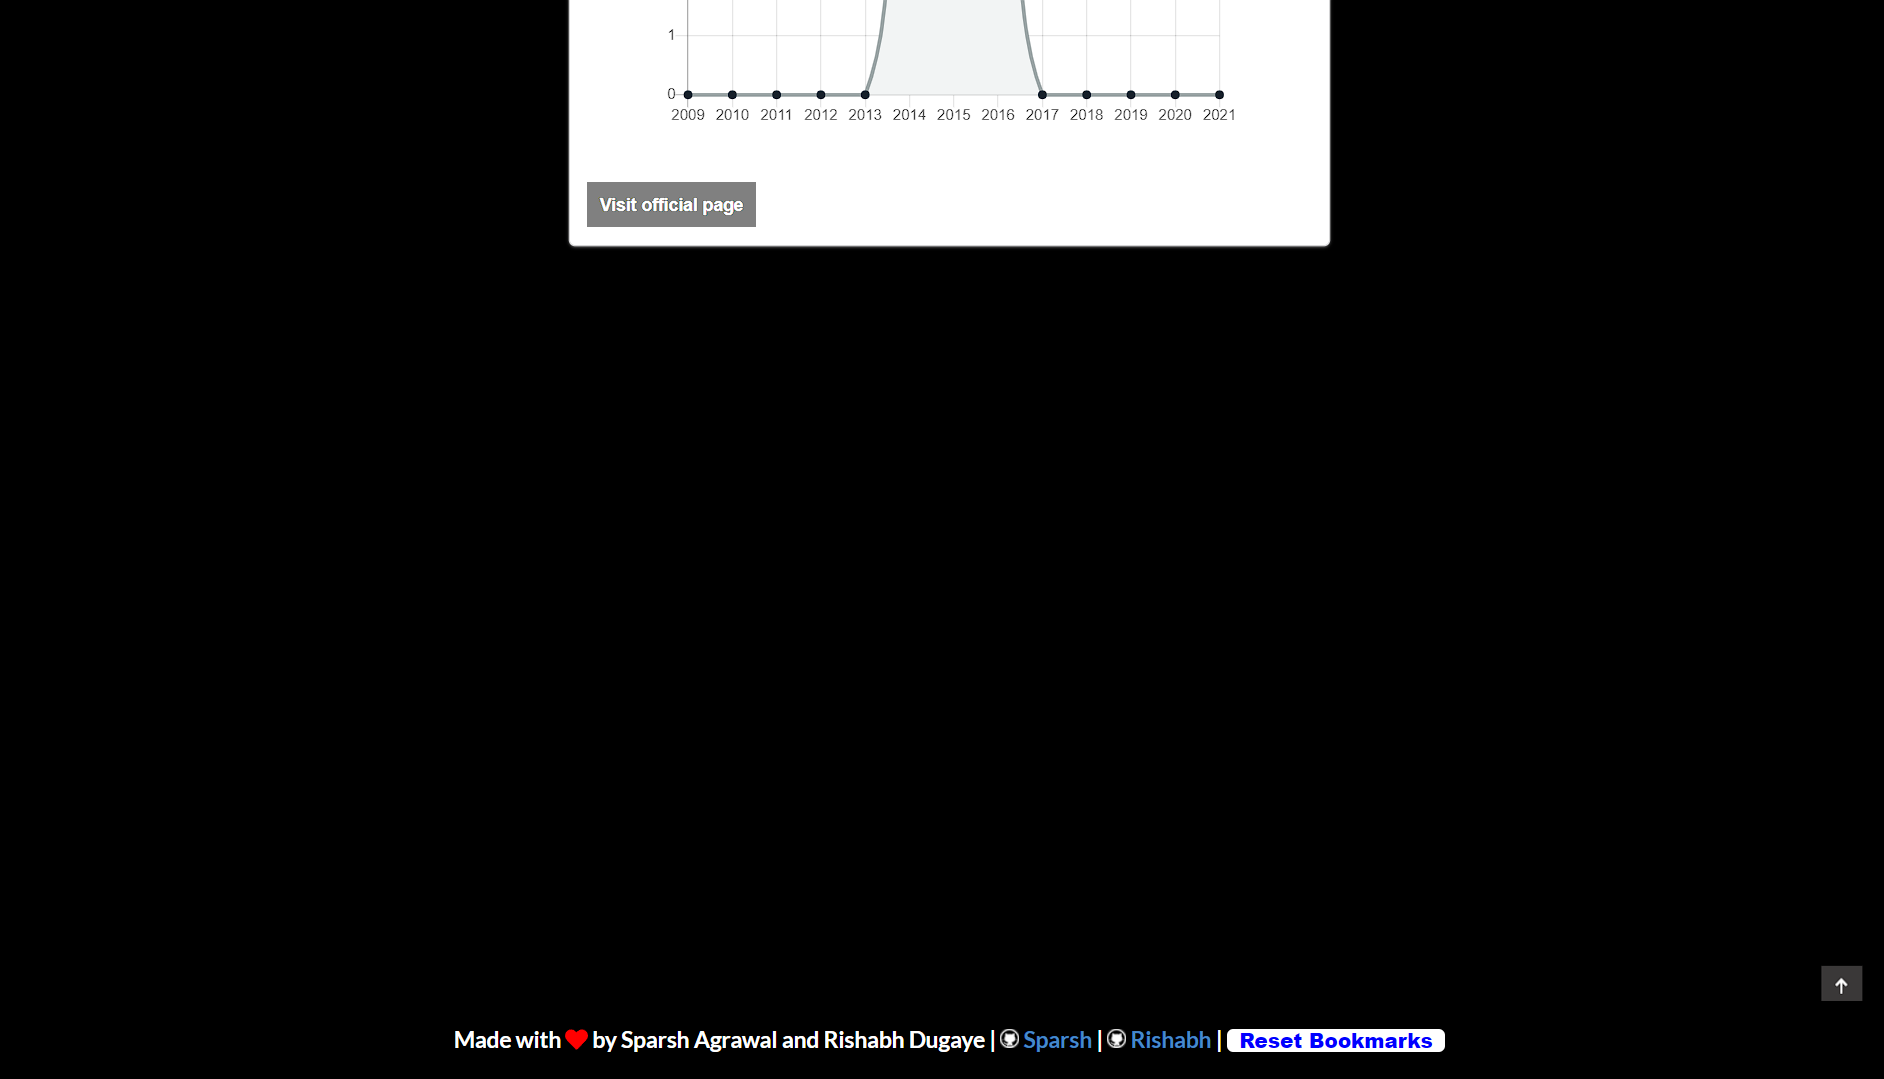 1
0
2009 2010 2011 2012 2013 2014 2015 2016 2017 2018 2019 2020 2021
Visit official page
Made with by Sparsh Agrawal and Rishabh Dugaye | Sparsh | Rishabh | Reset Bookmarks